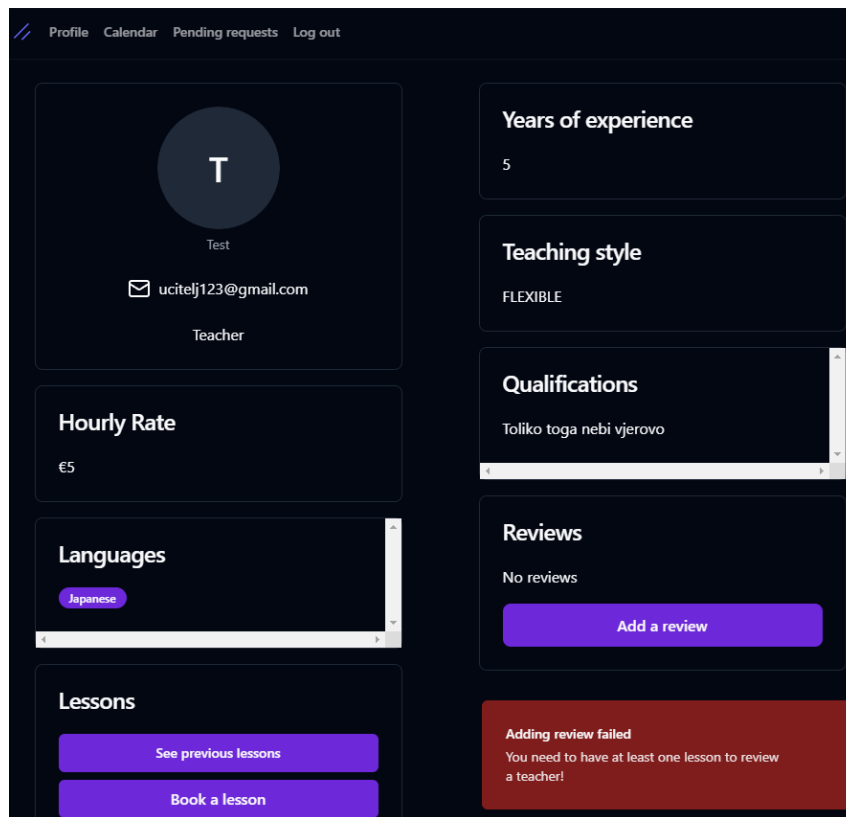 Profile Calendar Pending requests Log out
T
Test
ucitelj123@gmail.com
Teacher
Hourly Rate
€5
Languages
Japanese
Lessons
See previous lessons
Book a lesson
Years of experience
5
Teaching style
FLEXIBLE
Qualifications
Toliko toga nebi vjerovo
Reviews
No reviews
Add a review
Adding review failed
You need to have at least one lesson to review
a teacher!